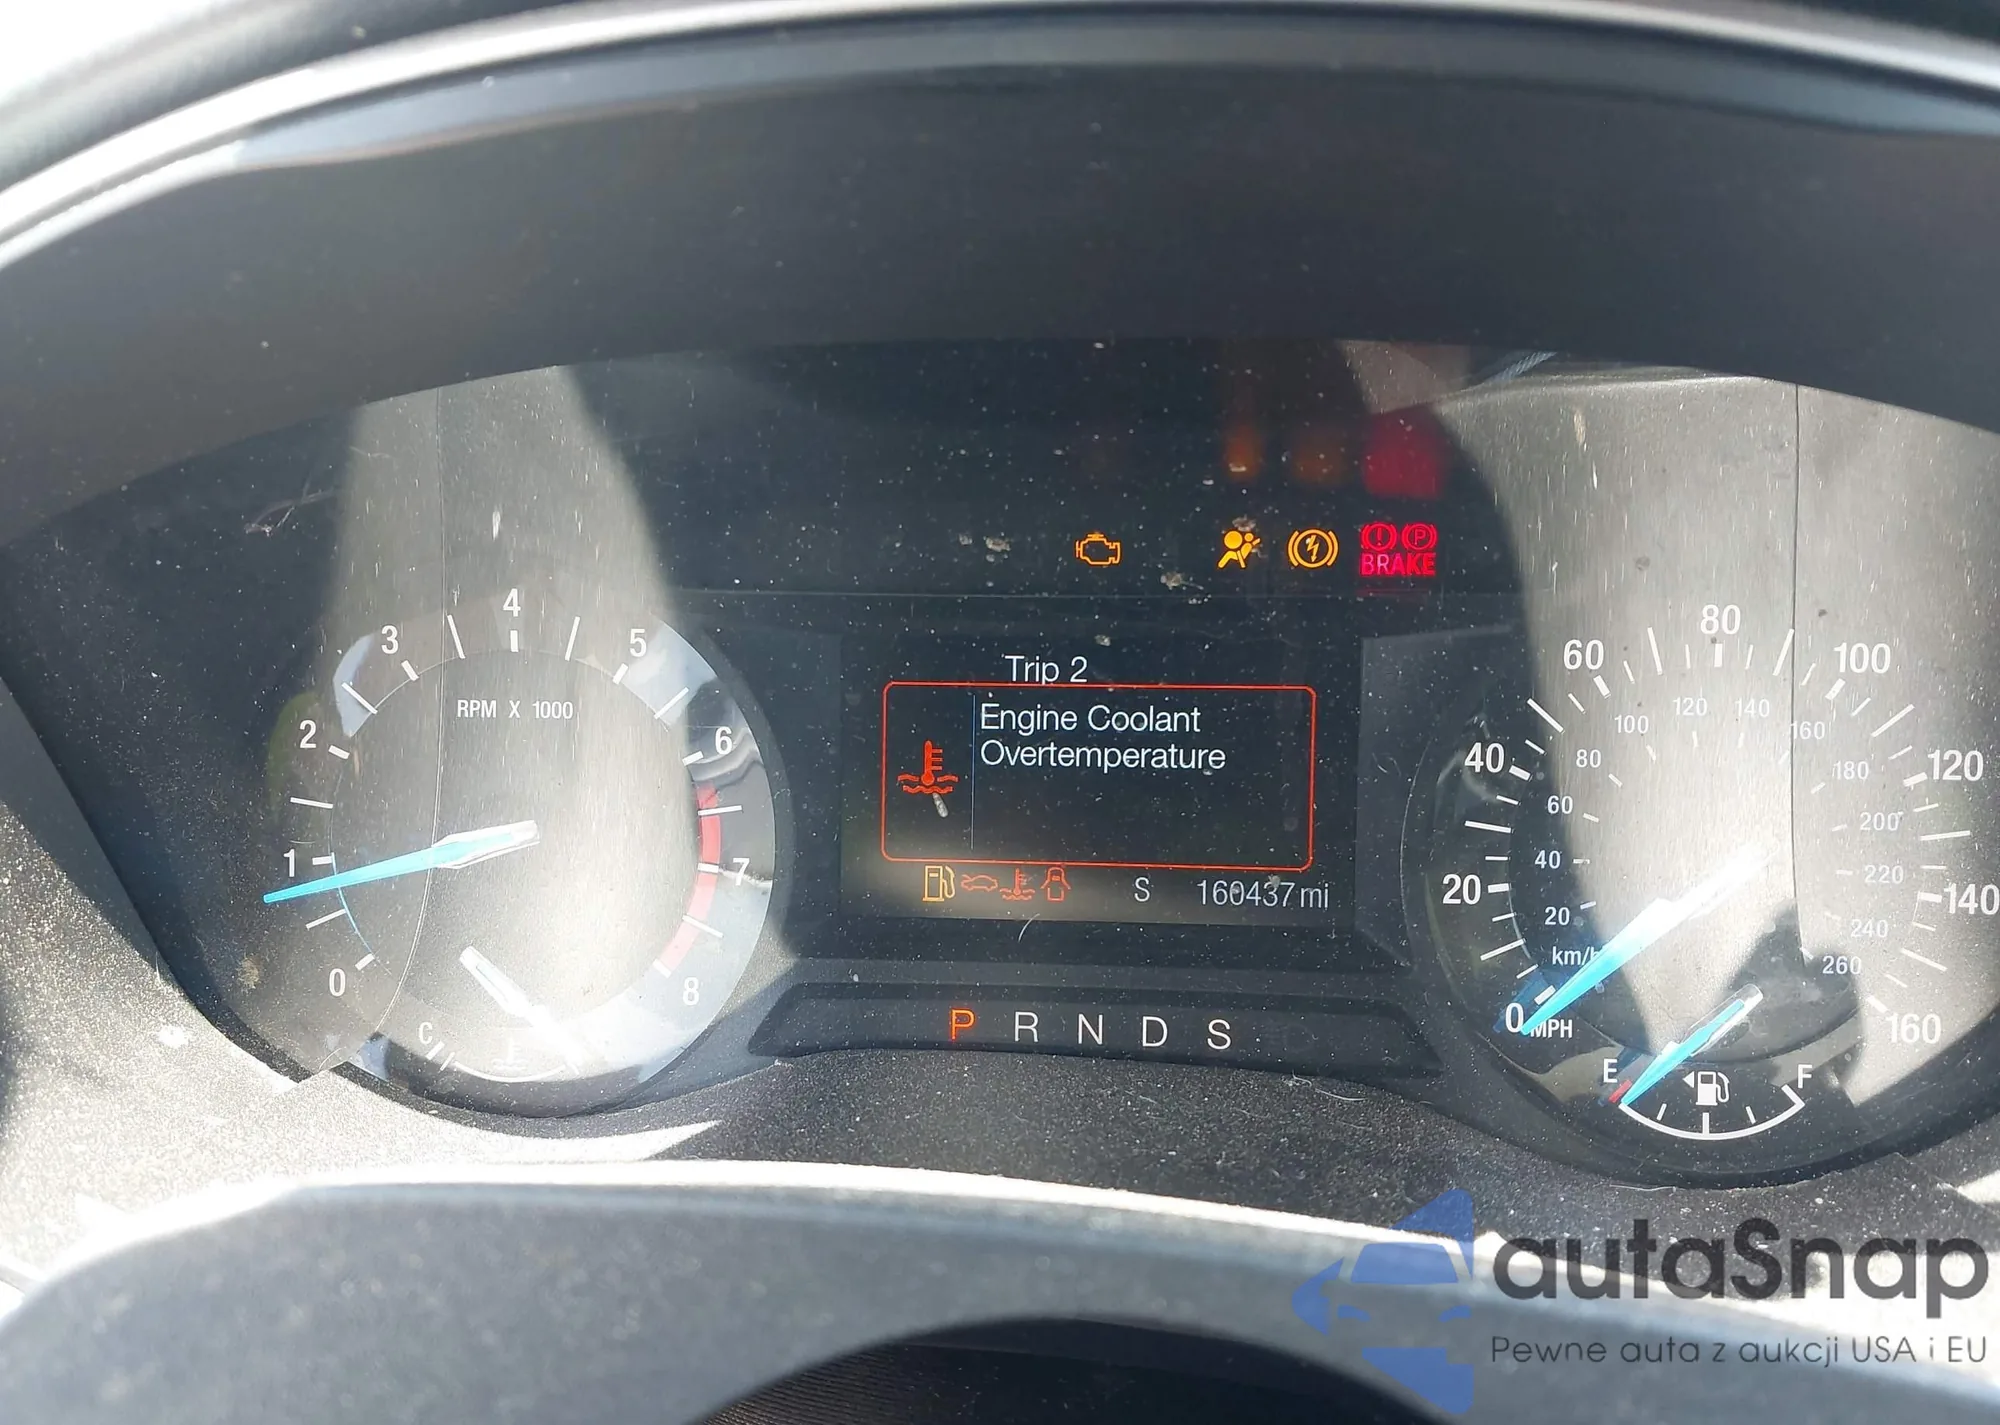 BRAKE
Trip 2
Engine Coolant
Overtemperature
S 160437mi
P R N D S
RPM X 1000
0
1
2
3
4
5
6
7
8
C
MPH
0
20
40
60
80
100
120
140
160
km/h
20
40
60
80
100
120
140
160
180
200
220
240
260
E F
autaSnap
Pewne auta z aukcji USA i EU